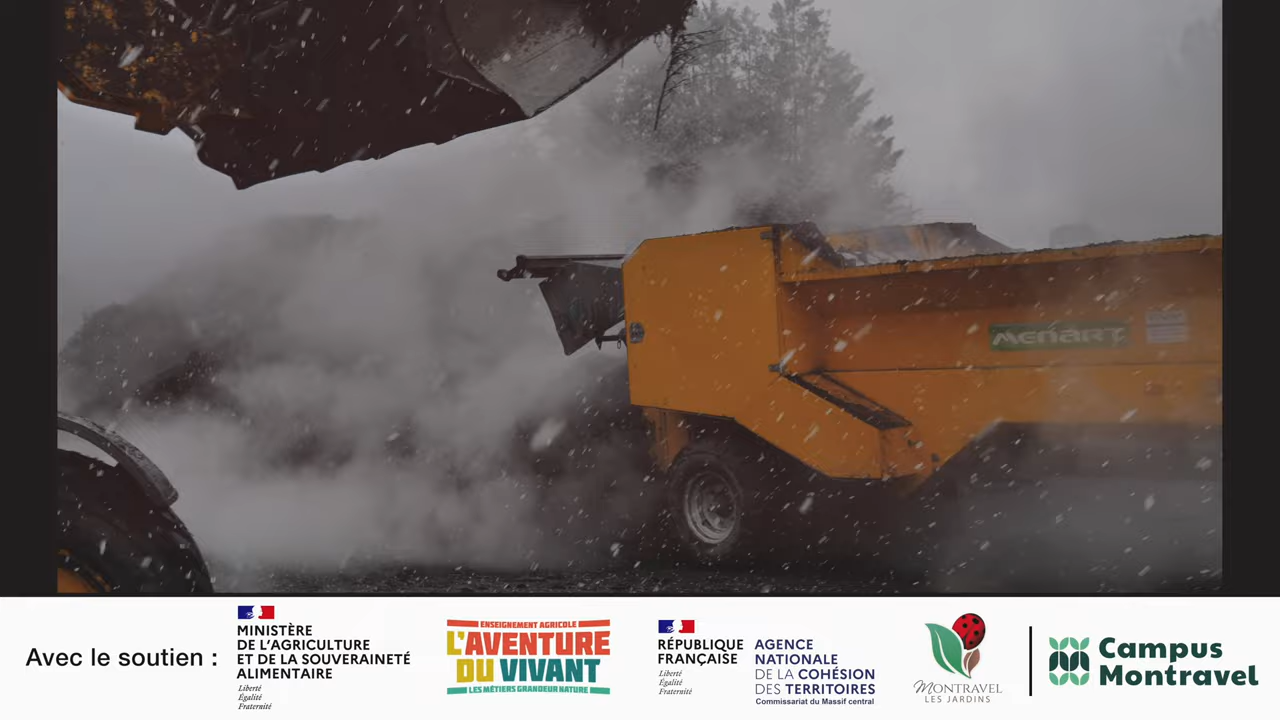 MENART
Avec le soutien :
MINISTÈRE
DE L'AGRICULTURE
ET DE LA SOUVERAINETÉ
ALIMENTAIRE
Liberté
Égalité
Fraternité
ENSEIGNEMENT AGRICOLE
L'AVENTURE
DU VIVANT
LES MÉTIERS GRANDEUR NATURE
RÉPUBLIQUE
FRANÇAISE
Liberté
Égalité
Fraternité
AGENCE
NATIONALE
DE LA COHÉSION
DES TERRITOIRES
Commissariat du Massif central
MONTRAVEL
LES JARDINS
Campus
Montravel